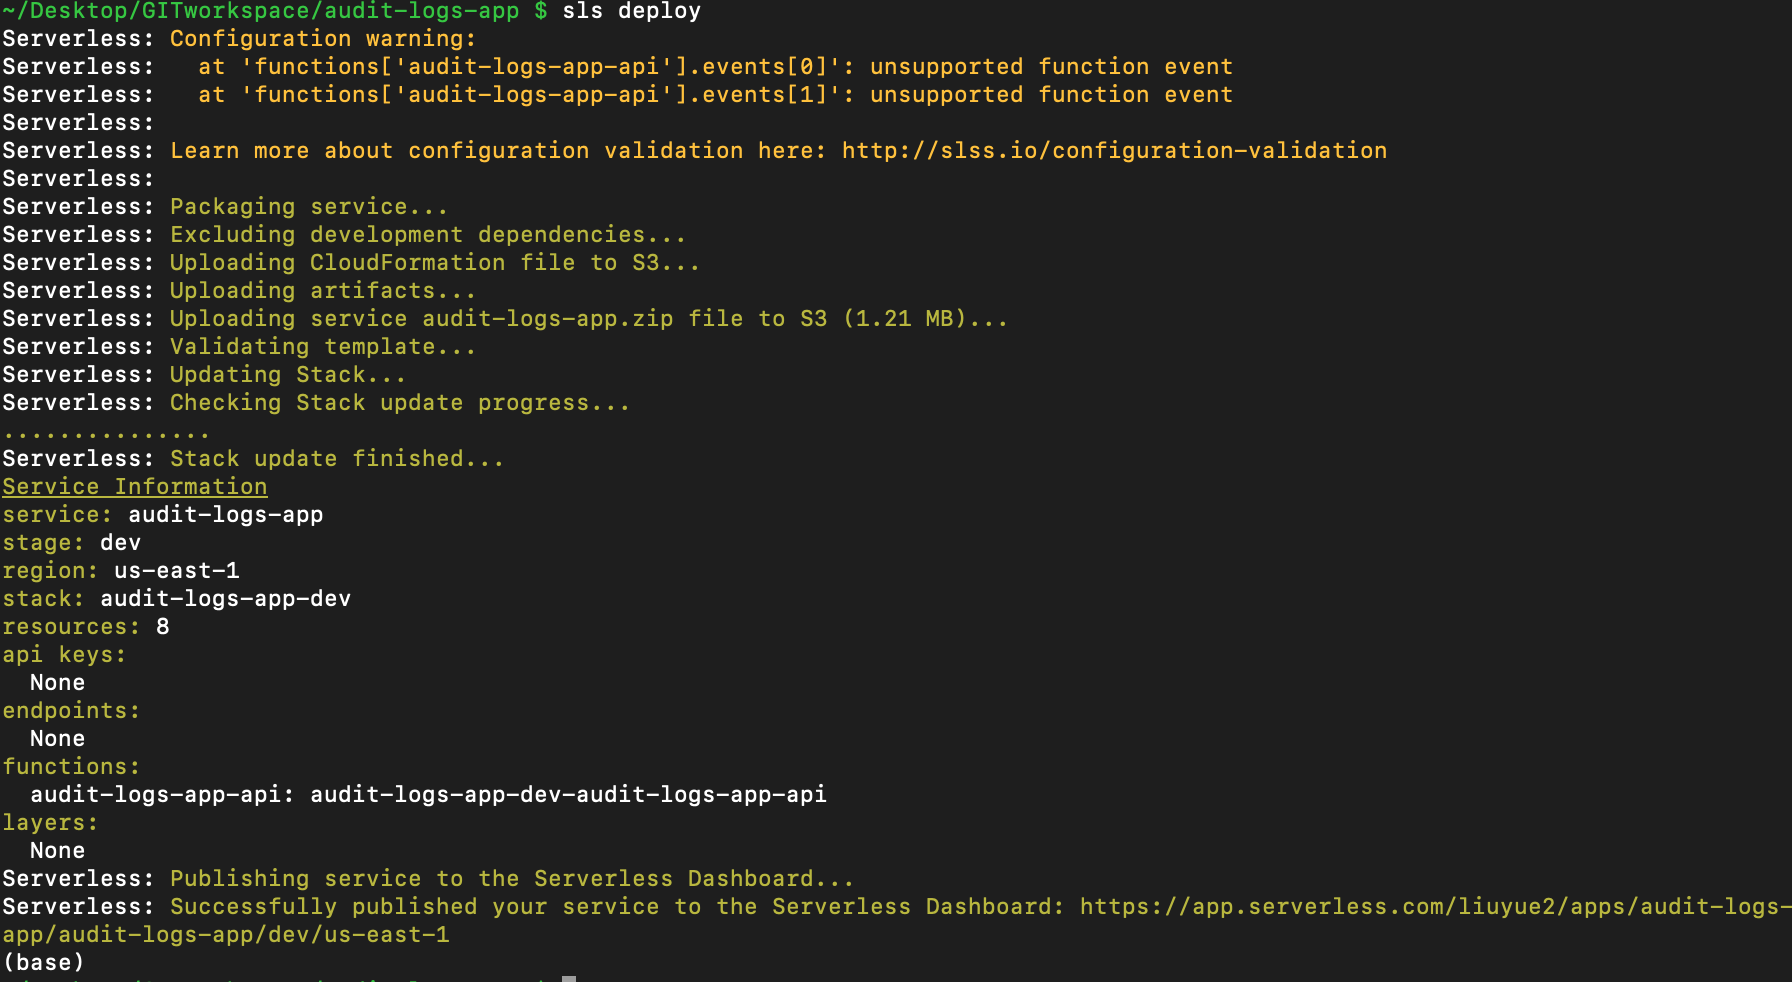 ~/Desktop/GITworkspace/audit-logs-app $ sls deploy
Serverless: Configuration warning:
Serverless:   at 'functions['audit-logs-app-api'].events[0]': unsupported function event
Serverless:   at 'functions['audit-logs-app-api'].events[1]': unsupported function event
Serverless:
Serverless: Learn more about configuration validation here: http://slss.io/configuration-validation
Serverless:
Serverless: Packaging service...
Serverless: Excluding development dependencies...
Serverless: Uploading CloudFormation file to S3...
Serverless: Uploading artifacts...
Serverless: Uploading service audit-logs-app.zip file to S3 (1.21 MB)...
Serverless: Validating template...
Serverless: Updating Stack...
Serverless: Checking Stack update progress...
...............
Serverless: Stack update finished...
Service Information
service: audit-logs-app
stage: dev
region: us-east-1
stack: audit-logs-app-dev
resources: 8
api keys:
  None
endpoints:
  None
functions:
  audit-logs-app-api: audit-logs-app-dev-audit-logs-app-api
layers:
  None
Serverless: Publishing service to the Serverless Dashboard...
Serverless: Successfully published your service to the Serverless Dashboard: https://app.serverless.com/liuyue2/apps/audit-logs-
app/audit-logs-app/dev/us-east-1
(base)